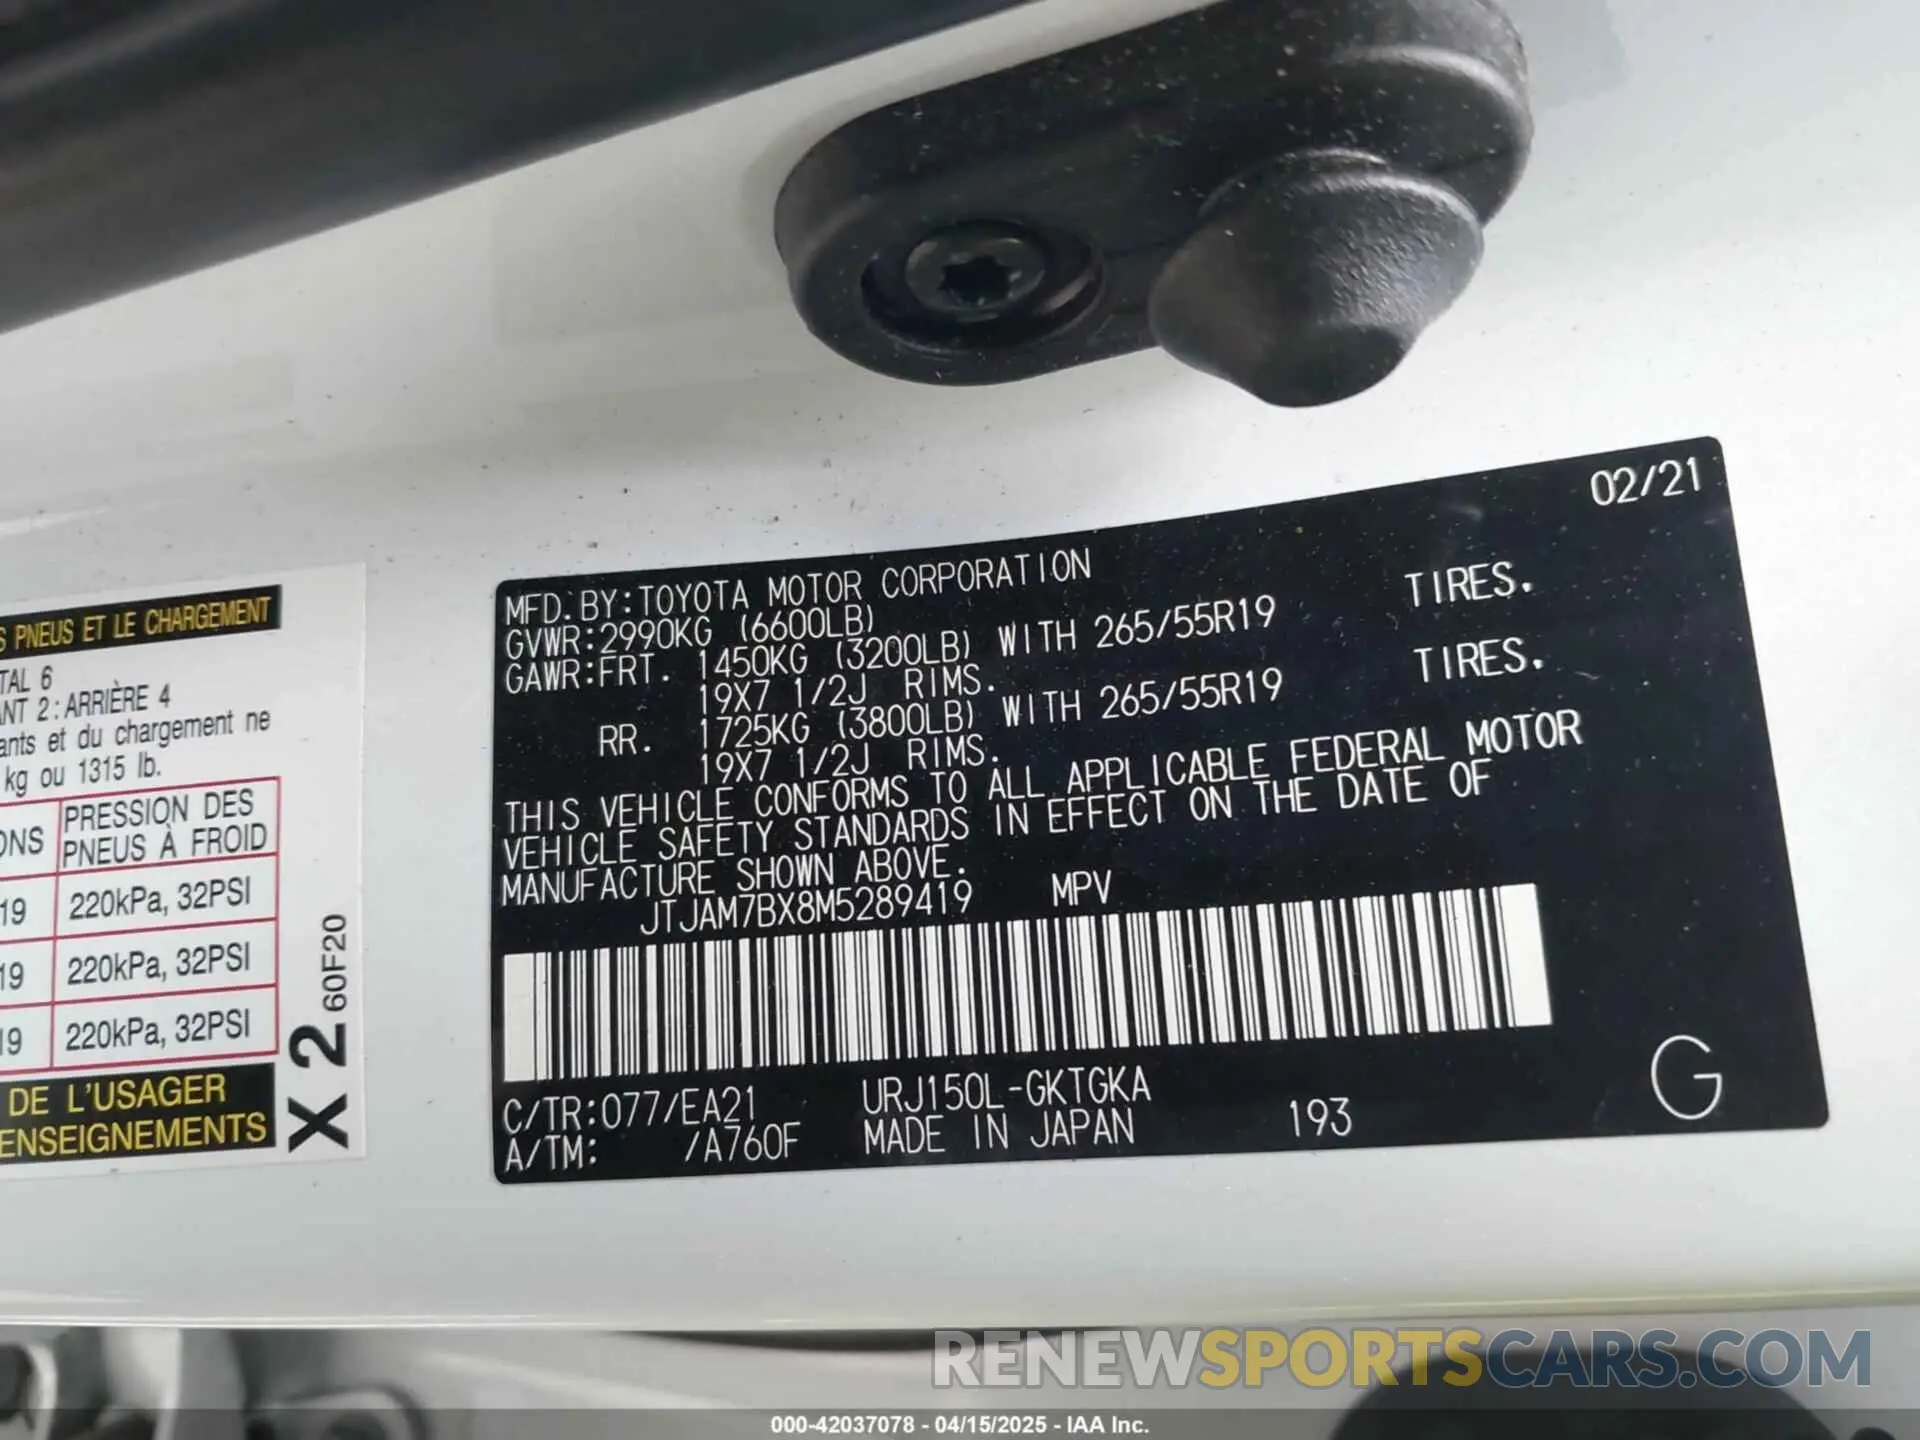 02/21
MFD.BY:TOYOTA MOTOR CORPORATION
GVWR:2990KG (6600LB)
GAWR:FRT. 1450KG (3200LB) WITH 265/55R19 TIRES.
19X7 1/2J RIMS.
RR. 1725KG (3800LB) WITH 265/55R19 TIRES.
19X7 1/2J RIMS.
THIS VEHICLE CONFORMS TO ALL APPLICABLE FEDERAL MOTOR
VEHICLE SAFETY STANDARDS IN EFFECT ON THE DATE OF
MANUFACTURE SHOWN ABOVE.
JTJAM7BX8M5289419 MPV
C/TR:077/EA21 URJ150L-GKTGKA
A/TM: /A760F MADE IN JAPAN 193
G
PNEUS ET LE CHARGEMENT
TAL 6
ANT 2:ARRIÈRE 4
ants et du chargement ne
kg ou 1315 lb.
ONS PRESSION DES
PNEUS À FROID
19 220kPa, 32PSI
19 220kPa, 32PSI
19 220kPa, 32PSI
DE L'USAGER
ENSEIGNEMENTS
X 2 60F20
RENEWSPORTSCARS.COM
000-42037078 - 04/15/2025 - IAA Inc.